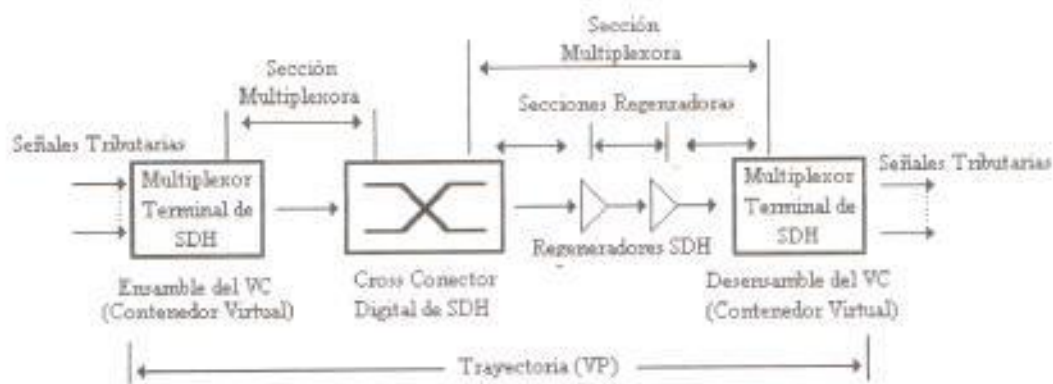 Sección
Multiplexora
Sección
Multiplexora
Secciones Regenradoras
Señales Tributarias
Señales Tributarias
Multiplexor
Terminal de
SDH
Multiplexor
Terminal de
SDH
Regeneradores SDH
Ensamble del VC
(Contenedor Virtual)
Cross Conector
Digital de SDH
Desensamble del VC
(Contenedor Virtual)
Trayectoria (VP)